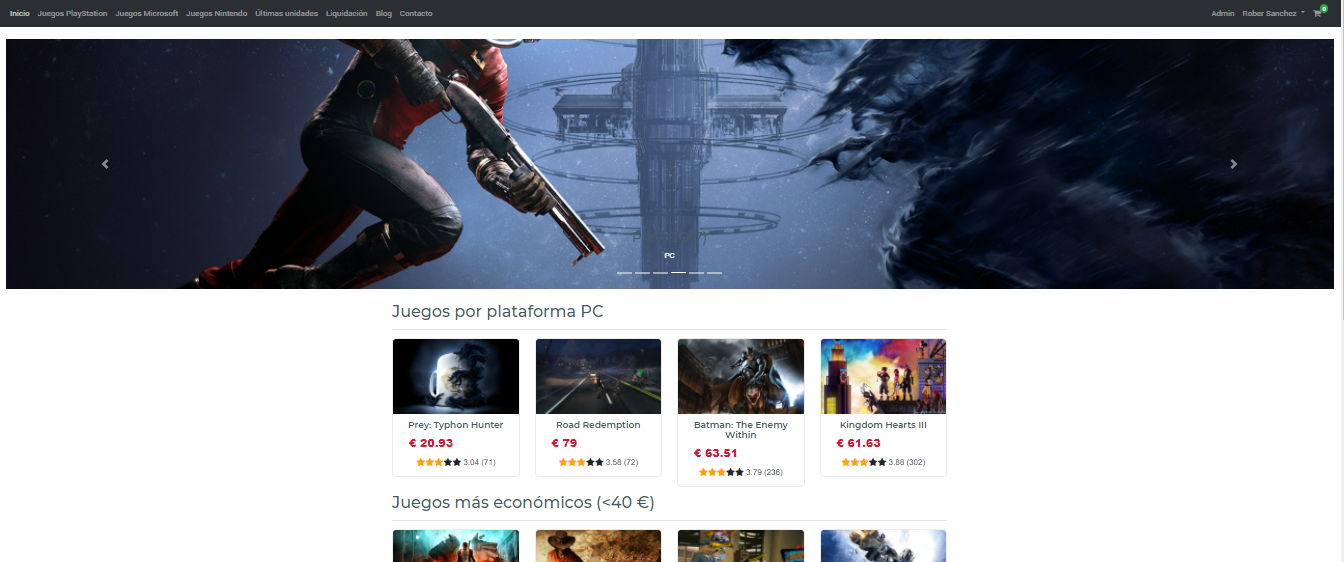 Inicio Juegos PlayStation Juegos Microsoft Juegos Nintendo Últimas unidades Liquidación Blog Contacto Admin Rober Sanchez 0
PC
Juegos por plataforma PC
Prey: Typhon Hunter
€ 20.93
3.04 (71)
Road Redemption
€ 79
3.58 (72)
Batman: The Enemy
Within
€ 63.51
3.79 (236)
Kingdom Hearts III
€ 61.63
3.88 (302)
Juegos más económicos (<40 €)